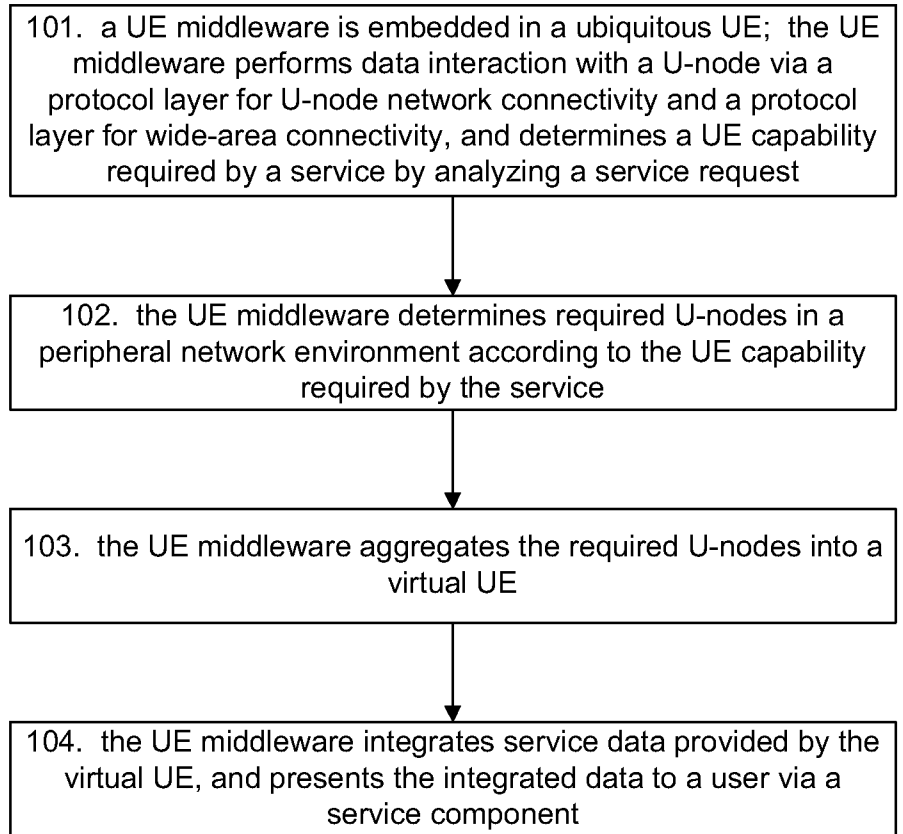 101. a UE middleware is embedded in a ubiquitous UE; the UE
middleware performs data interaction with a U-node via a
protocol layer for U-node network connectivity and a protocol
layer for wide-area connectivity, and determines a UE capability
required by a service by analyzing a service request
102. the UE middleware determines required U-nodes in a
peripheral network environment according to the UE capability
required by the service
103. the UE middleware aggregates the required U-nodes into a
virtual UE
104. the UE middleware integrates service data provided by the
virtual UE, and presents the integrated data to a user via a
service component